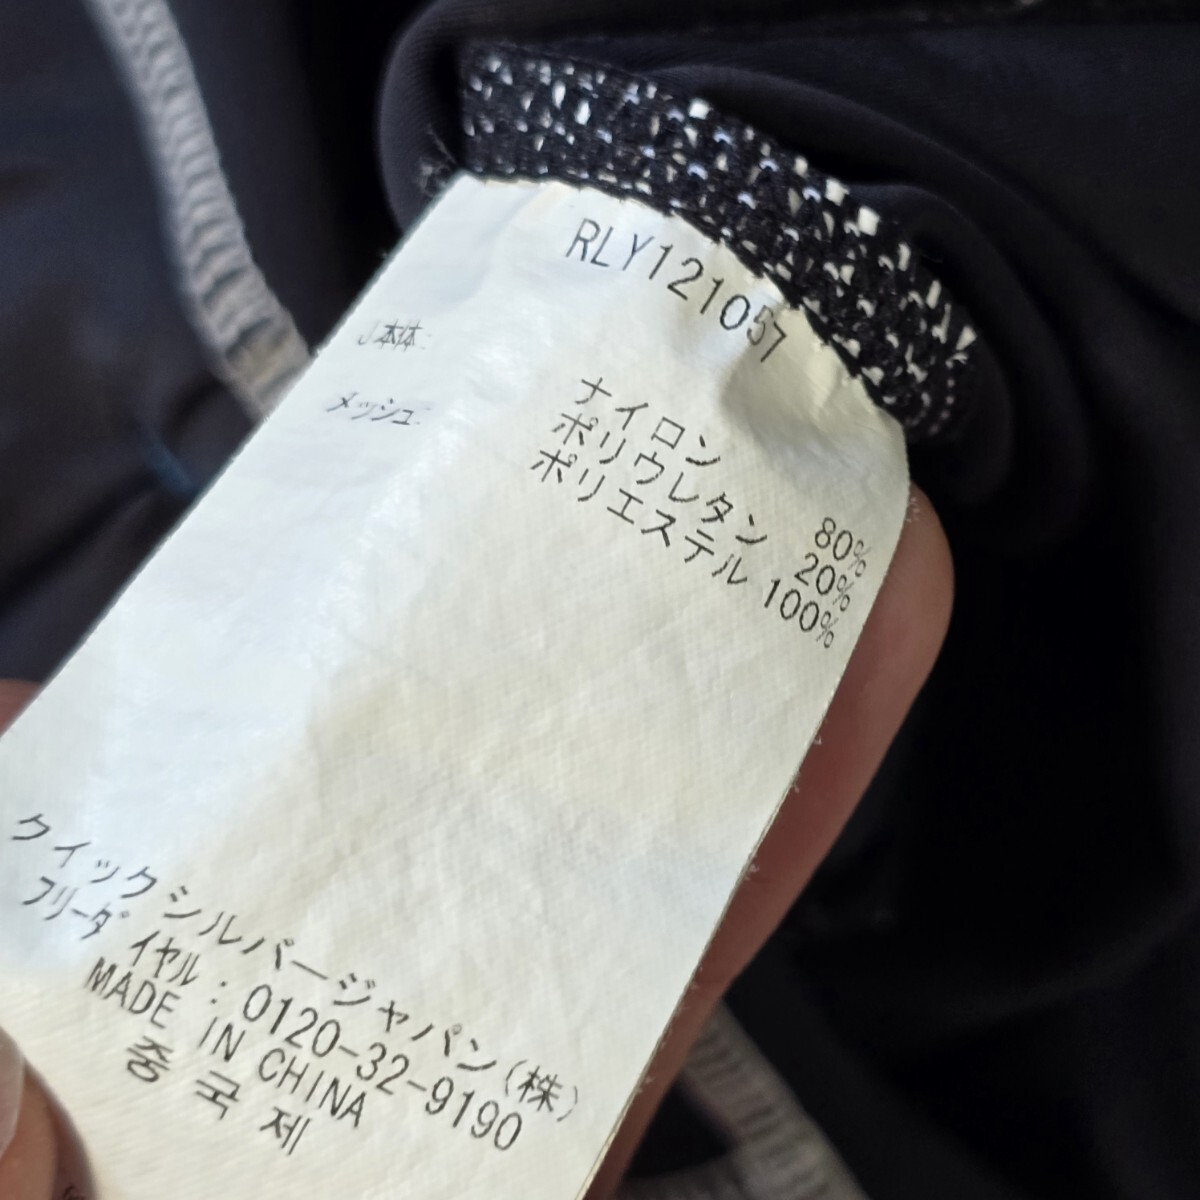 RLY121057
本体: ナイロン 80%
ポリウレタン 20%
メッシュ: ポリエステル 100%
クイックシルバージャパン(株)
フリーダイヤル:0120-32-9190
MADE IN CHINA
중국제